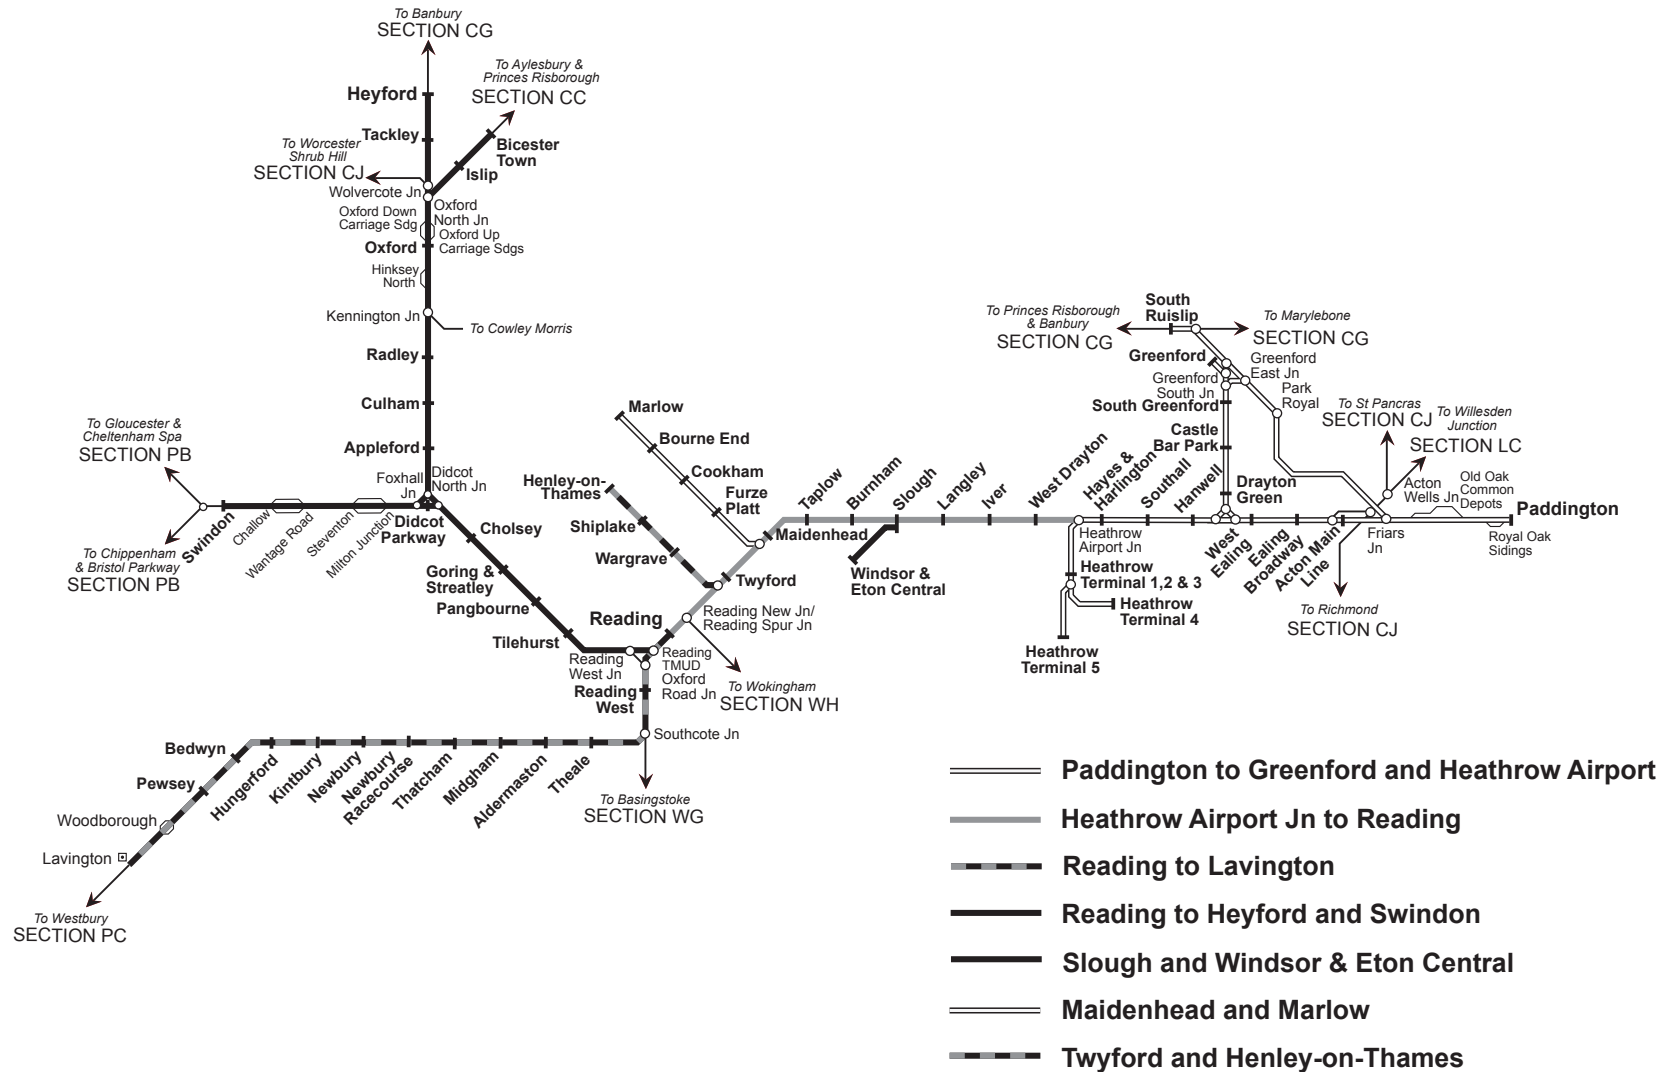 To Banbury
SECTION CG
To Aylesbury &
Princes Risborough
SECTION CC
Heyford
Tackley
Bicester
Town
Islip
To Worcester
Shrub Hill
SECTION CJ
Wolvercote Jn
Oxford
North Jn
Oxford Down
Carriage Sdg
Oxford Up
Carriage Sdgs
Oxford
Hinksey
North
Kennington Jn
To Cowley Morris
Radley
Culham
Appleford
Foxhall
Jn
Didcot
North Jn
Didcot
Parkway
To Gloucester &
Cheltenham Spa
SECTION PB
To Chippenham
& Bristol Parkway
SECTION PB
Swindon
Challow
Wantage Road
Steventon
Milton Junction
Cholsey
Goring &
Streatley
Pangbourne
Tilehurst
Reading
West Jn
Reading
Reading
TMUD
Oxford
Road Jn
Reading
West
Southcote Jn
To Basingstoke
SECTION WG
Reading New Jn/
Reading Spur Jn
To Wokingham
SECTION WH
Twyford
Wargrave
Shiplake
Henley-on-
Thames
Marlow
Bourne End
Cookham
Furze
Platt
Maidenhead
Taplow
Burnham
Slough
Langley
Iver
West Drayton
Hayes &
Harlington
Southall
Hanwell
Windsor &
Eton Central
Heathrow
Airport Jn
Heathrow
Terminal 1,2 & 3
Heathrow
Terminal 4
Heathrow
Terminal 5
To Princes Risborough
& Banbury
SECTION CG
South
Ruislip
To Marylebone
SECTION CG
Greenford
Greenford
East Jn
Greenford
South Jn
Park
Royal
South Greenford
Castle
Bar Park
Drayton
Green
West
Ealing
Ealing
Broadway
Acton Main
Line
To St Pancras
SECTION CJ
To Willesden
Junction
SECTION LC
Acton
Wells Jn
Old Oak
Common
Depots
Paddington
Royal Oak
Sidings
Friars
Jn
To Richmond
SECTION CJ
Bedwyn
Pewsey
Woodborough
Lavington
To Westbury
SECTION PC
Hungerford
Kintbury
Newbury
Newbury
Racecourse
Thatcham
Midgham
Aldermaston
Theale
Paddington to Greenford and Heathrow Airport
Heathrow Airport Jn to Reading
Reading to Lavington
Reading to Heyford and Swindon
Slough and Windsor & Eton Central
Maidenhead and Marlow
Twyford and Henley-on-Thames